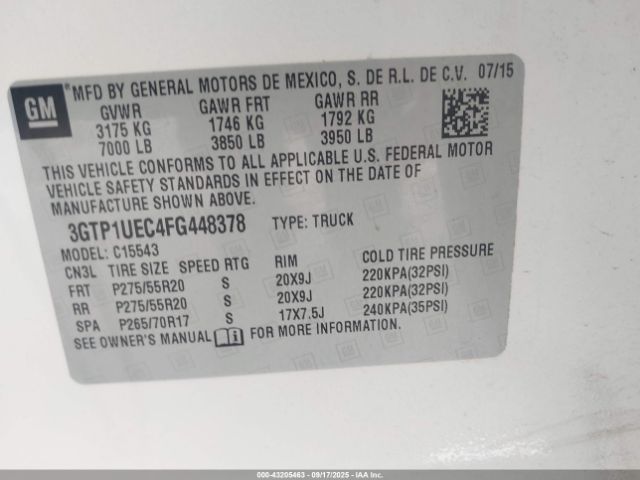 GM ® MFD BY GENERAL MOTORS DE MEXICO, S. DE R.L. DE C.V. 07/15
GVWR GAWR FRT GAWR RR
3175 KG 1746 KG 1792 KG
7000 LB 3850 LB 3950 LB
THIS VEHICLE CONFORMS TO ALL APPLICABLE U.S. FEDERAL MOTOR
VEHICLE SAFETY STANDARDS IN EFFECT ON THE DATE OF
MANUFACTURE SHOWN ABOVE.
3GTP1UEC4FG448378 TYPE: TRUCK
MODEL: C15543
CN3L TIRE SIZE SPEED RTG RIM COLD TIRE PRESSURE
FRT P275/55R20 S 20X9J 220KPA(32PSI)
RR P275/55R20 S 20X9J 220KPA(32PSI)
SPA P265/70R17 S 17X7.5J 240KPA(35PSI)
SEE OWNER'S MANUAL FOR MORE INFORMATION
000-43205463 - 09/17/2025 - IAAI.COM